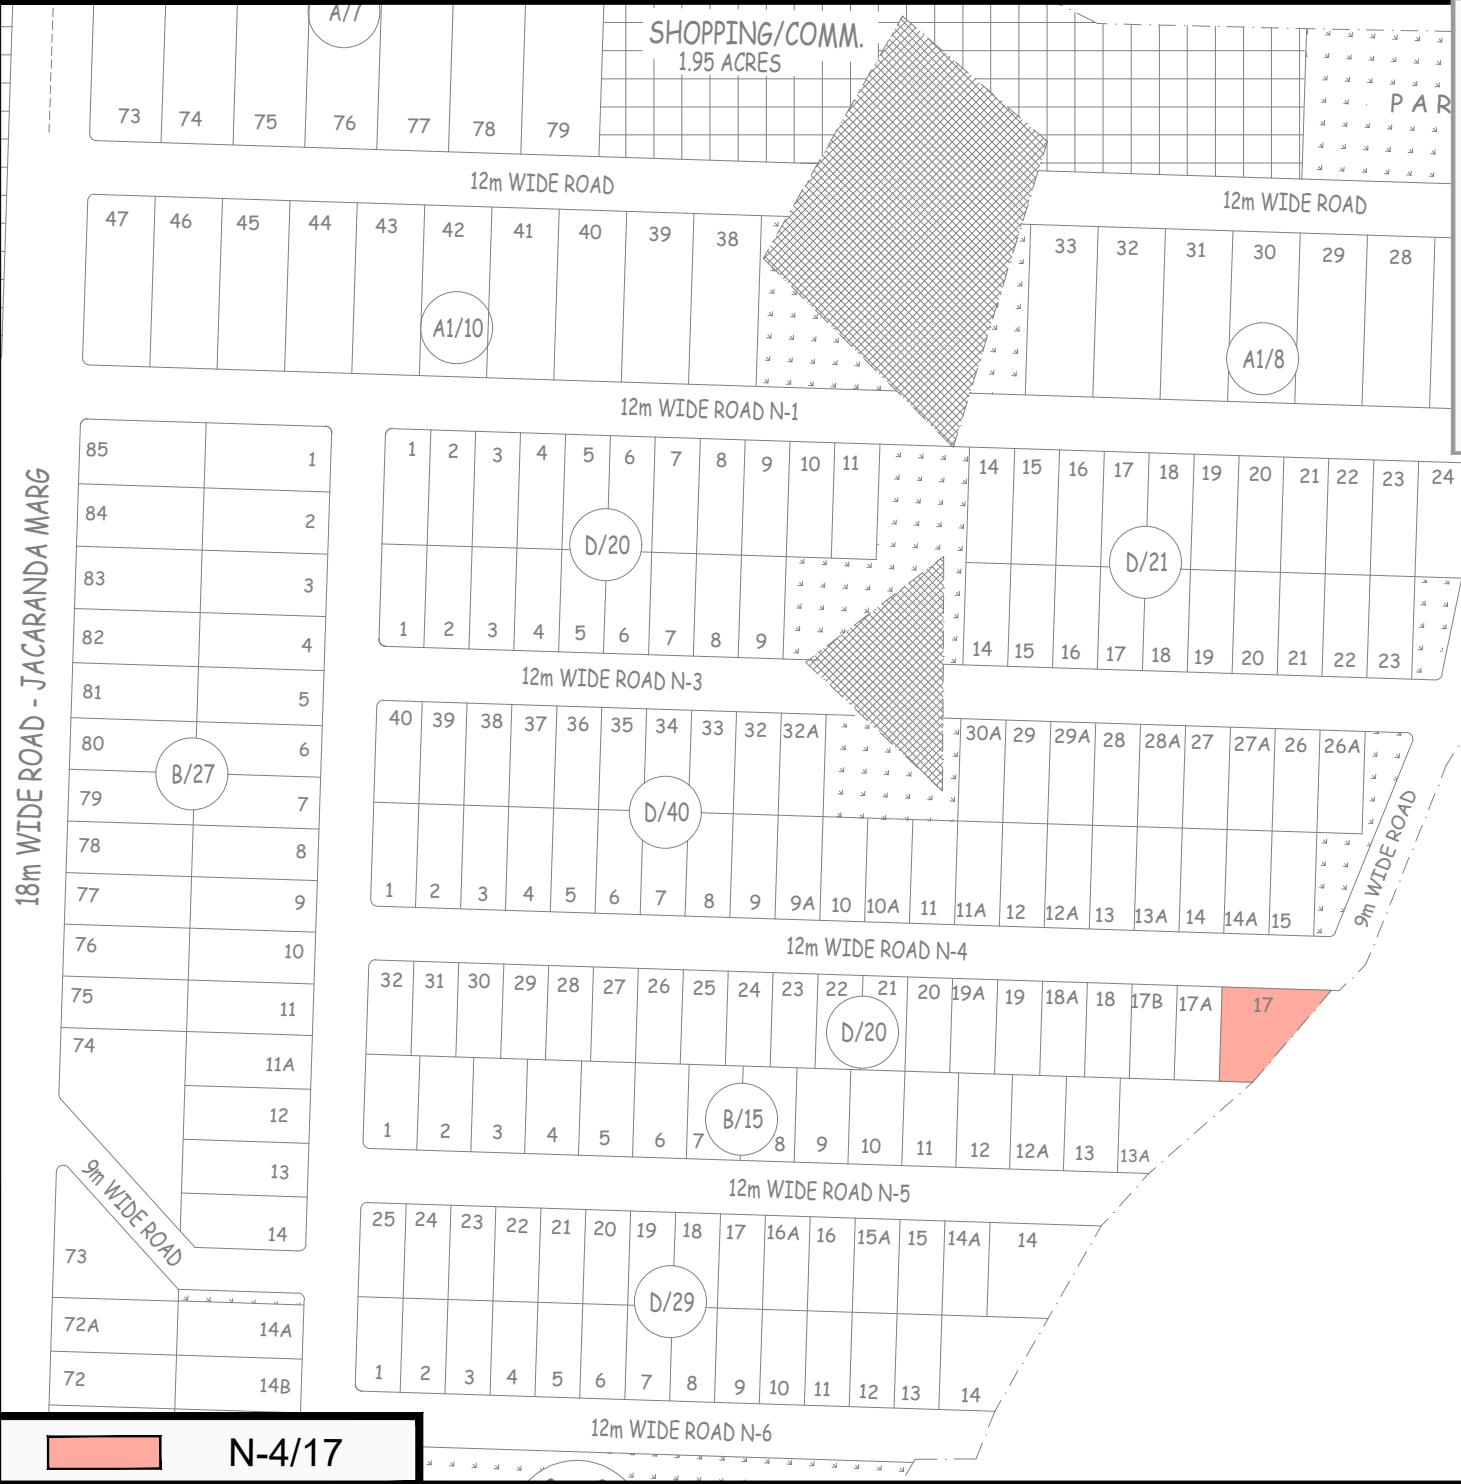 A/7
SHOPPING/COMM.
1.95 ACRES
PAR
73 74 75 76 77 78 79
12m WIDE ROAD
12m WIDE ROAD
47 46 45 44 43 42 41 40 39 38
33 32 31 30 29 28
A1/10
A1/8
12m WIDE ROAD N-1
18m WIDE ROAD - JACARANDA MARG
85 1
84 2
83 3
82 4
81 5
80 6
B/27
79 7
78 8
77 9
76 10
75 11
74 11A
12
13
14
9m WIDE ROAD
73
72A 14A
72 14B
1 2 3 4 5 6 7 8 9 10 11
14 15 16 17 18 19 20 21 22 23 24
D/20
D/21
1 2 3 4 5 6 7 8 9
14 15 16 17 18 19 20 21 22 23
12m WIDE ROAD N-3
40 39 38 37 36 35 34 33 32 32A
30A 29 29A 28 28A 27 27A 26 26A
D/40
9m WIDE ROAD
1 2 3 4 5 6 7 8 9 9A 10 10A 11 11A 12 12A 13 13A 14 14A 15
12m WIDE ROAD N-4
32 31 30 29 28 27 26 25 24 23 22 21 20 19A 19 18A 18 17B 17A 17
D/20
B/15
1 2 3 4 5 6 7 8 9 10 11 12 12A 13 13A
12m WIDE ROAD N-5
25 24 23 22 21 20 19 18 17 16A 16 15A 15 14A 14
D/29
1 2 3 4 5 6 7 8 9 10 11 12 13 14
12m WIDE ROAD N-6
N-4/17